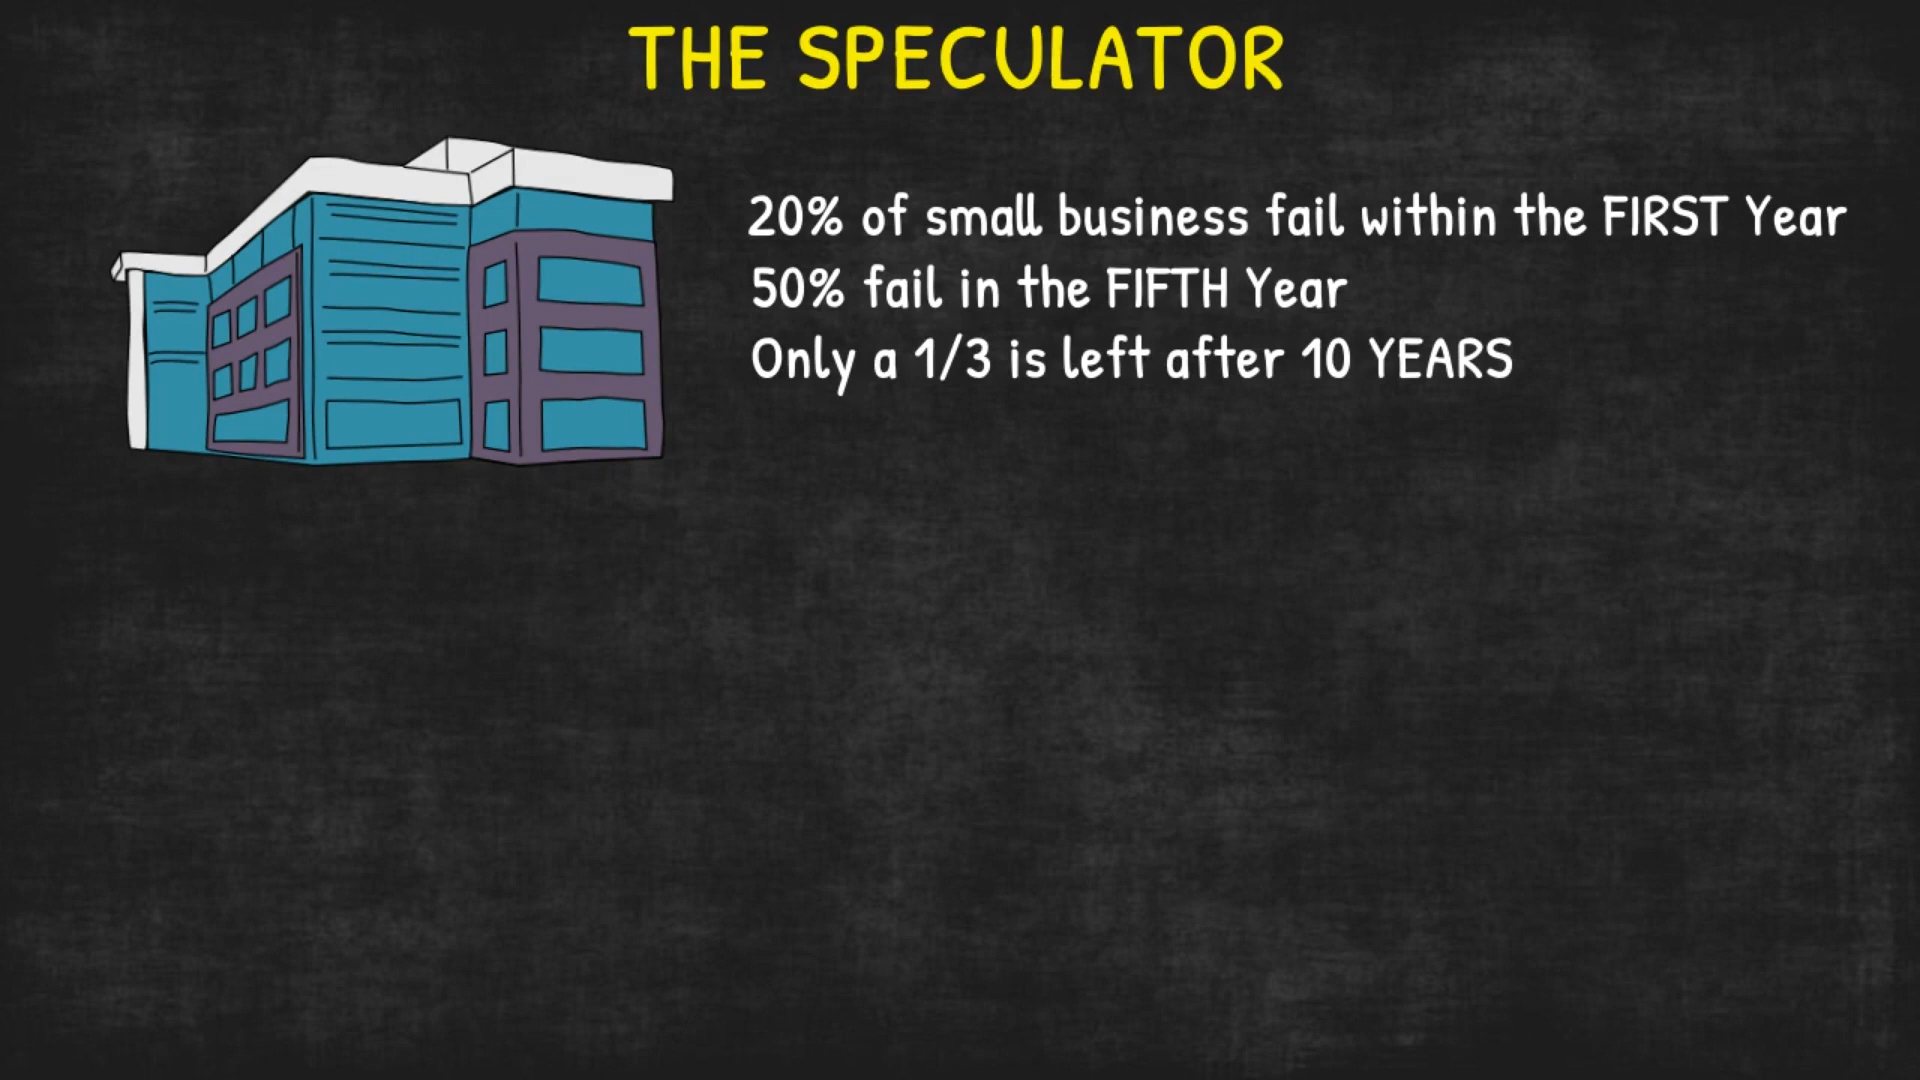 THE SPECULATOR
20% of small business fail within the FIRST Year
50% fail in the FIFTH Year
Only a 1/3 is left after 10 YEARS